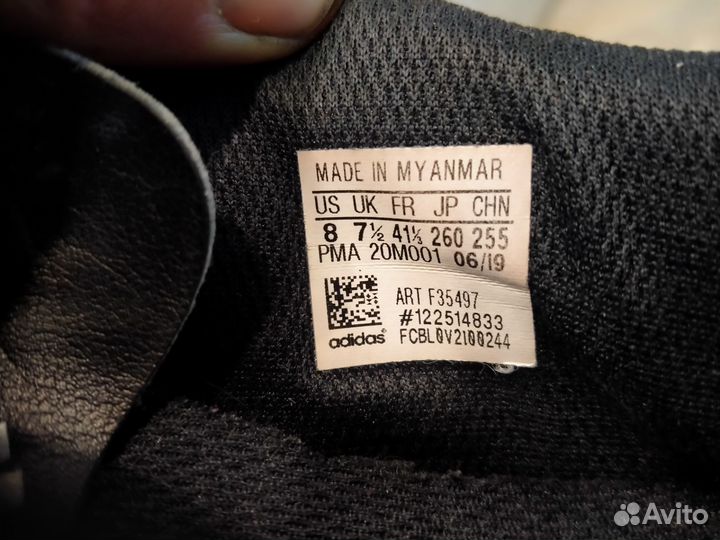 MADE IN MYANMAR
US UK FR JP CHN
8 7½ 41⅓ 260 255
PMA 20M001 06/19
ART F35497
#122514833
adidas® FCBL0V2100244
Avito